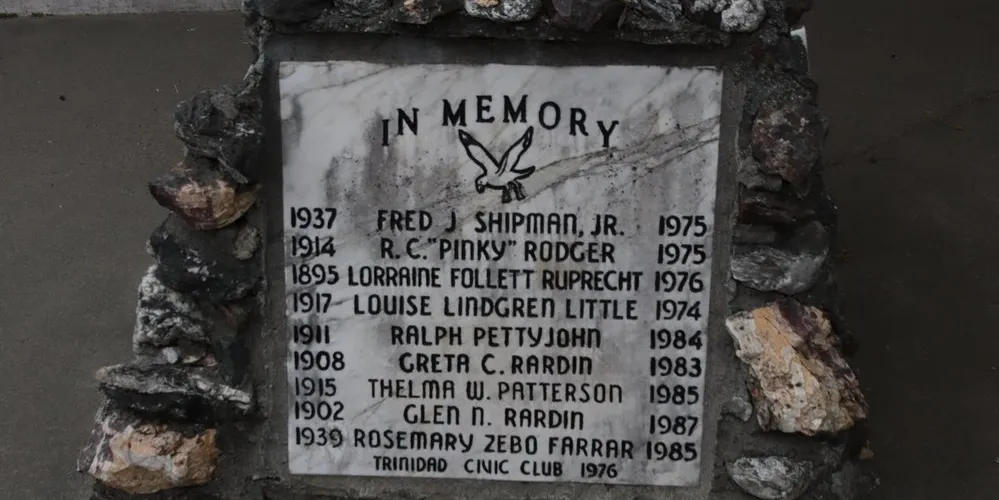 IN MEMORY
1937 FRED J SHIPMAN, JR. 1975
1914 R. C. "PINKY" RODGER 1975
1895 LORRAINE FOLLETT RUPRECHT 1976
1917 LOUISE LINDGREN LITTLE 1974
1911 RALPH PETTYJOHN 1984
1908 GRETA C. RARDIN 1983
1915 THELMA W. PATTERSON 1985
1902 GLEN N. RARDIN 1987
1939 ROSEMARY ZEBO FARRAR 1985
TRINIDAD CIVIC CLUB 1976